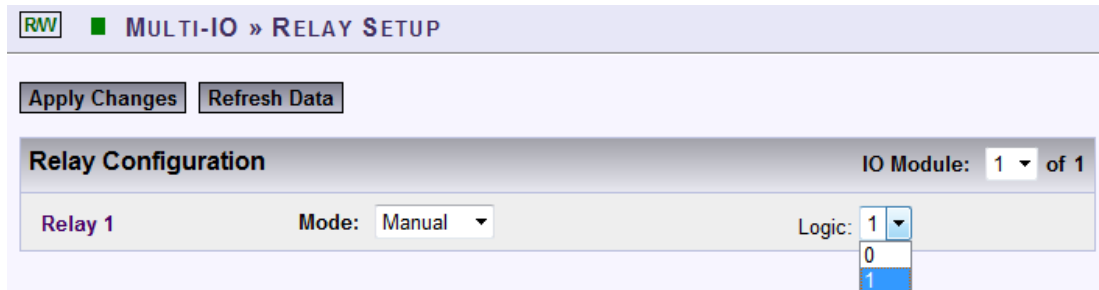 RW MULTI-IO » RELAY SETUP
Apply Changes Refresh Data
Relay Configuration IO Module: 1 of 1
Relay 1 Mode: Manual Logic: 1
0
1